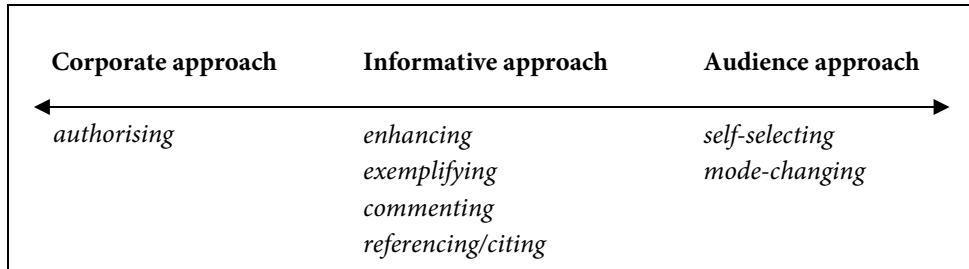 Corporate approach Informative approach Audience approach
authorising enhancing self-selecting
exemplifying mode-changing
commenting
referencing/citing